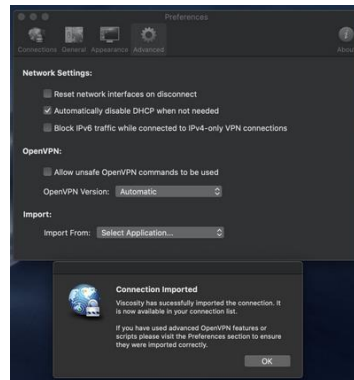 Preferences
Connections General Appearance Advanced
About
Network Settings:
Reset network interfaces on disconnect
Automatically disable DHCP when not needed
Block IPv6 traffic while connected to IPv4-only VPN connections
OpenVPN:
Allow unsafe OpenVPN commands to be used
OpenVPN Version: Automatic
Import:
Import From: Select Application...
Connection Imported
Viscosity has sucessfully imported the connection. It
is now available in your connection list.
If you have used advanced OpenVPN features or
scripts please visit the Preferences section to ensure
they were imported correctly.
OK